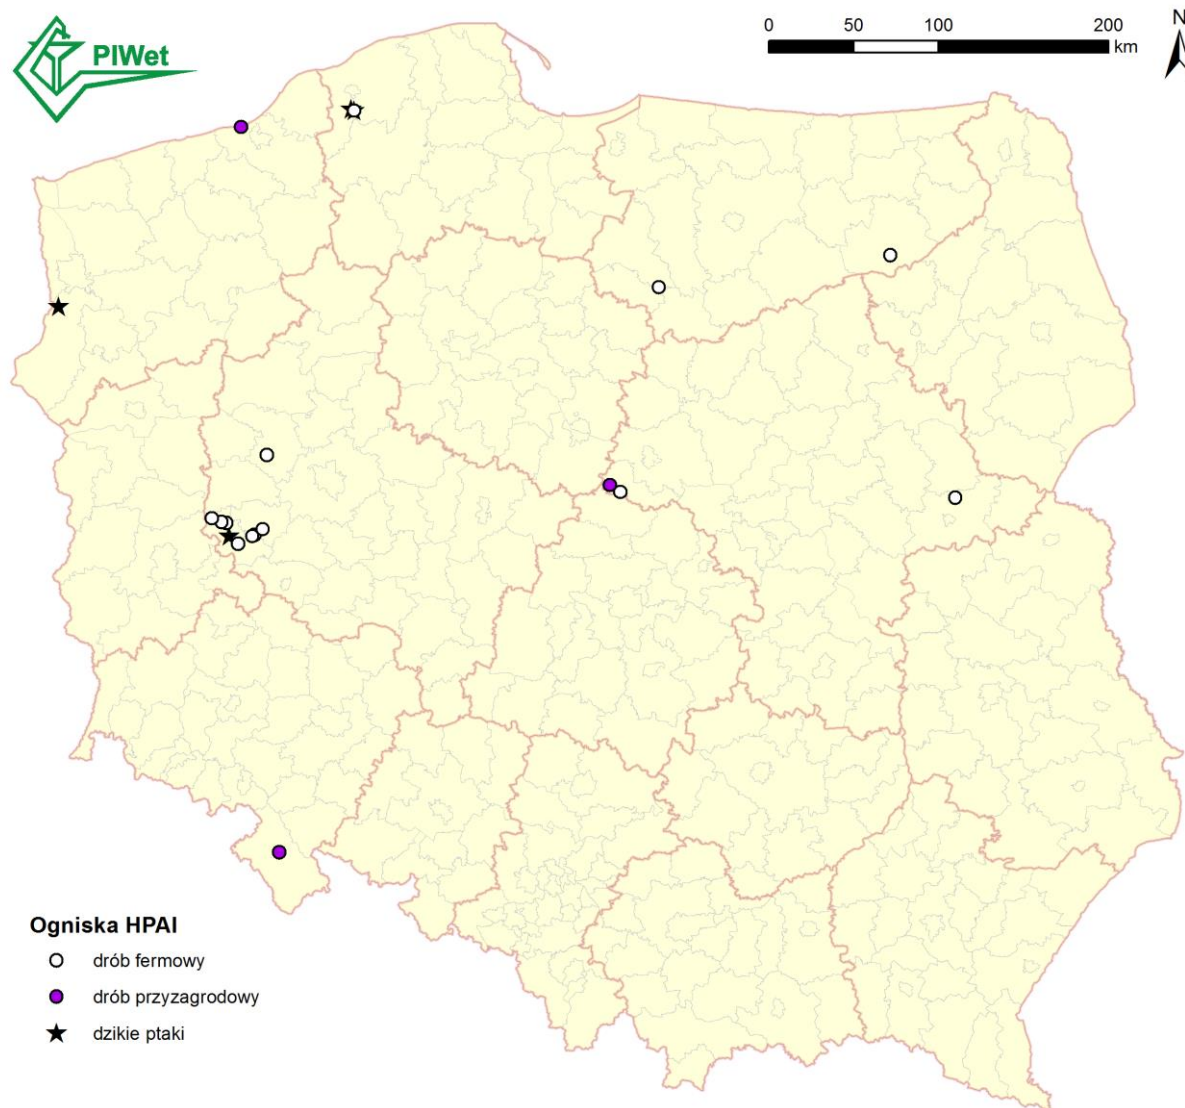 PIWet
0 50 100 200
km
N
Ogniska HPAI
drób fermowy
drób przyzagrodowy
dzikie ptaki